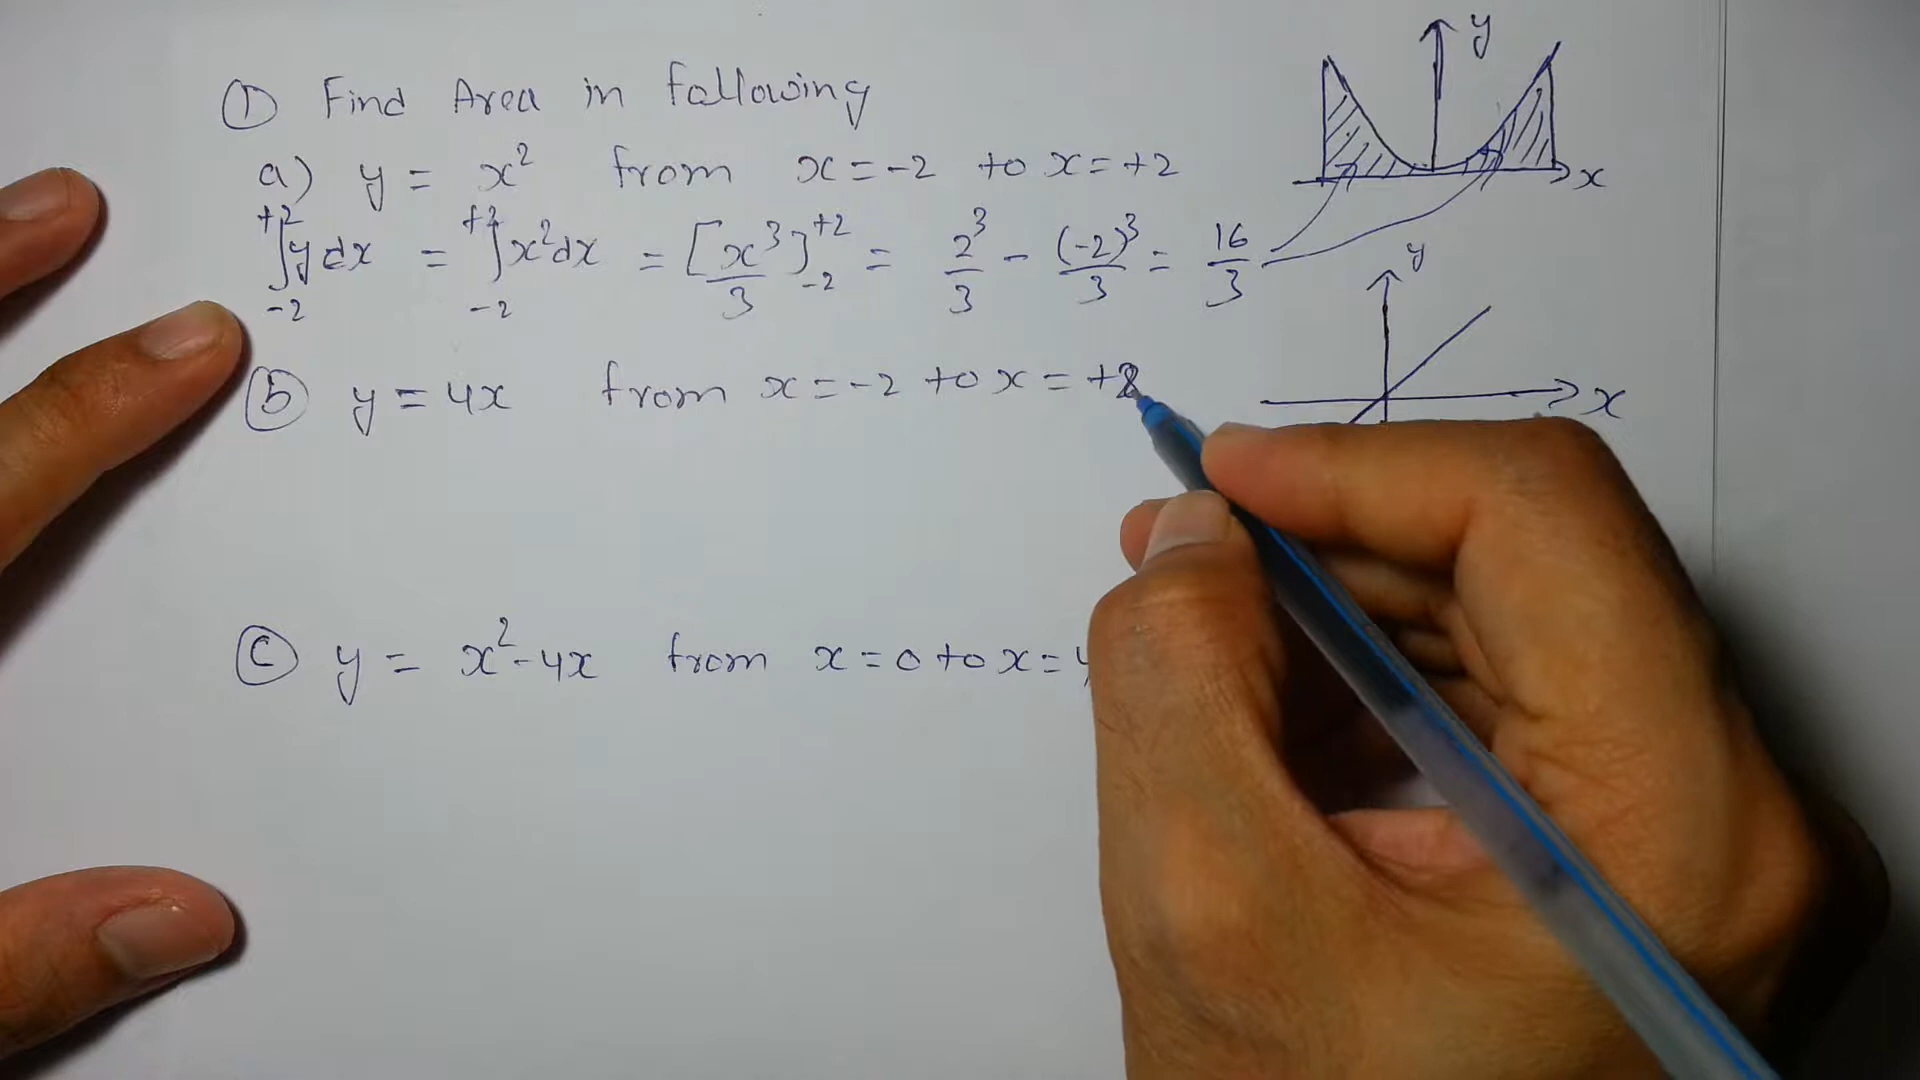 ① Find Area in following
a) y = x² from x = -2 to x = +2
∫₋₂⁺² y dx = ∫₋₂⁺² x² dx = [x³/3]₋₂⁺² = 2³/3 - (-2)³/3 = 16/3
ⓑ y = 4x from x = -2 to x = +2
ⓒ y = x² - 4x from x = 0 to x = 4
y
x
y
x